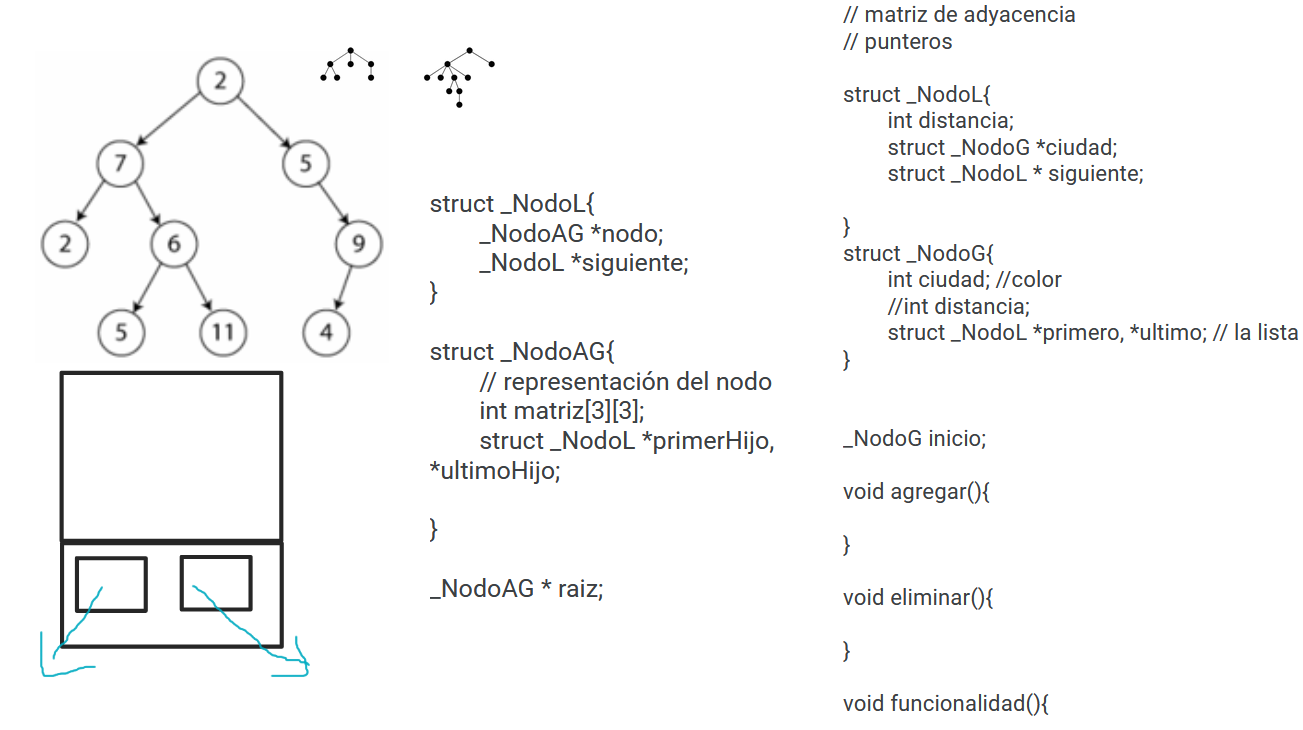 2
7
5
2
6
9
5
11
4
struct _NodoL{
_NodoAG *nodo;
_NodoL *siguiente;
}
struct _NodoAG{
// representación del nodo
int matriz[3][3];
struct _NodoL *primerHijo,
*ultimoHijo;
}
_NodoAG * raiz;
// matriz de adyacencia
// punteros
struct _NodoL{
int distancia;
struct _NodoG *ciudad;
struct _NodoL * siguiente;
}
struct _NodoG{
int ciudad; //color
//int distancia;
struct _NodoL *primero, *ultimo; // la lista
}
_NodoG inicio;
void agregar(){
}
void eliminar(){
}
void funcionalidad(){